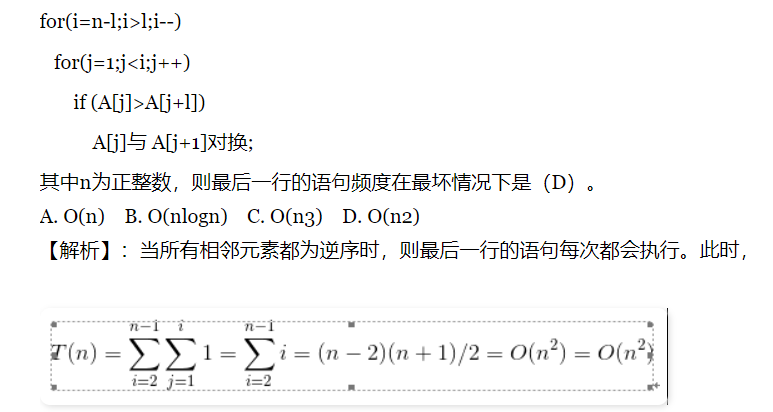 for(i=n-l;i>l;i--)
for(j=1;j<i;j++)
if (A[j]>A[j+l])
A[j]与 A[j+1]对换;
其中n为正整数，则最后一行的语句频度在最坏情况下是（D）。
A. O(n) B. O(nlogn) C. O(n3) D. O(n2)
【解析】：当所有相邻元素都为逆序时，则最后一行的语句每次都会执行。此时，
T(n) = \sum_{i=2}^{n-1} \sum_{j=1}^{i} 1 = \sum_{i=2}^{n-1} i = (n − 2)(n + 1)/2 = O(n^2) = O(n^2)